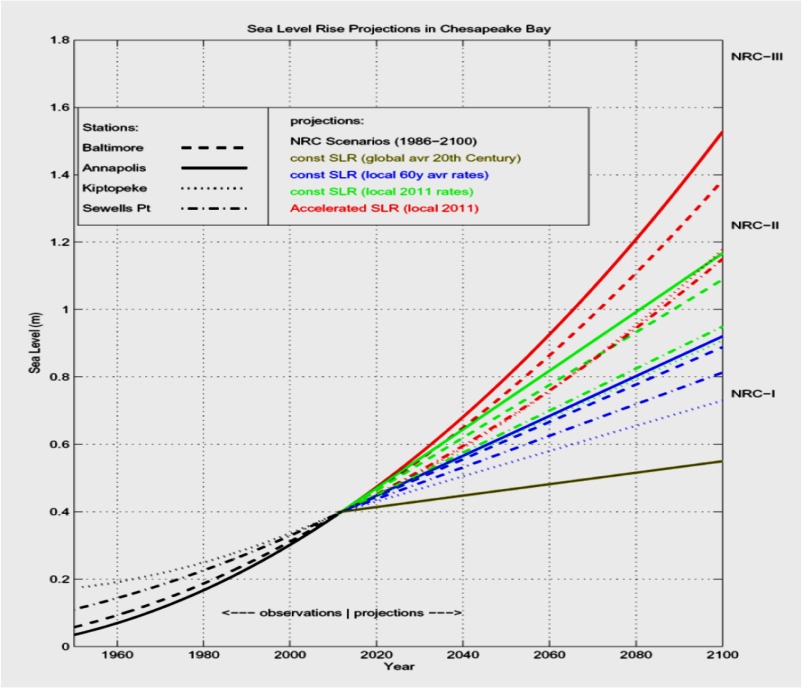 Sea Level Rise Projections in Chesapeake Bay
1.8
1.6
1.4
1.2
1
0.8
0.6
0.4
0.2
0
Sea Level (m)
Stations:
Baltimore
Annapolis
Kiptopeke
Sewells Pt
projections:
NRC Scenarios (1986−2100)
const SLR (global avr 20th Century)
const SLR (local 60y avr rates)
const SLR (local 2011 rates)
Accelerated SLR (local 2011)
NRC−III
NRC−II
NRC−I
<−−− observations | projections −−−>
1960 1980 2000 2020 2040 2060 2080 2100
Year